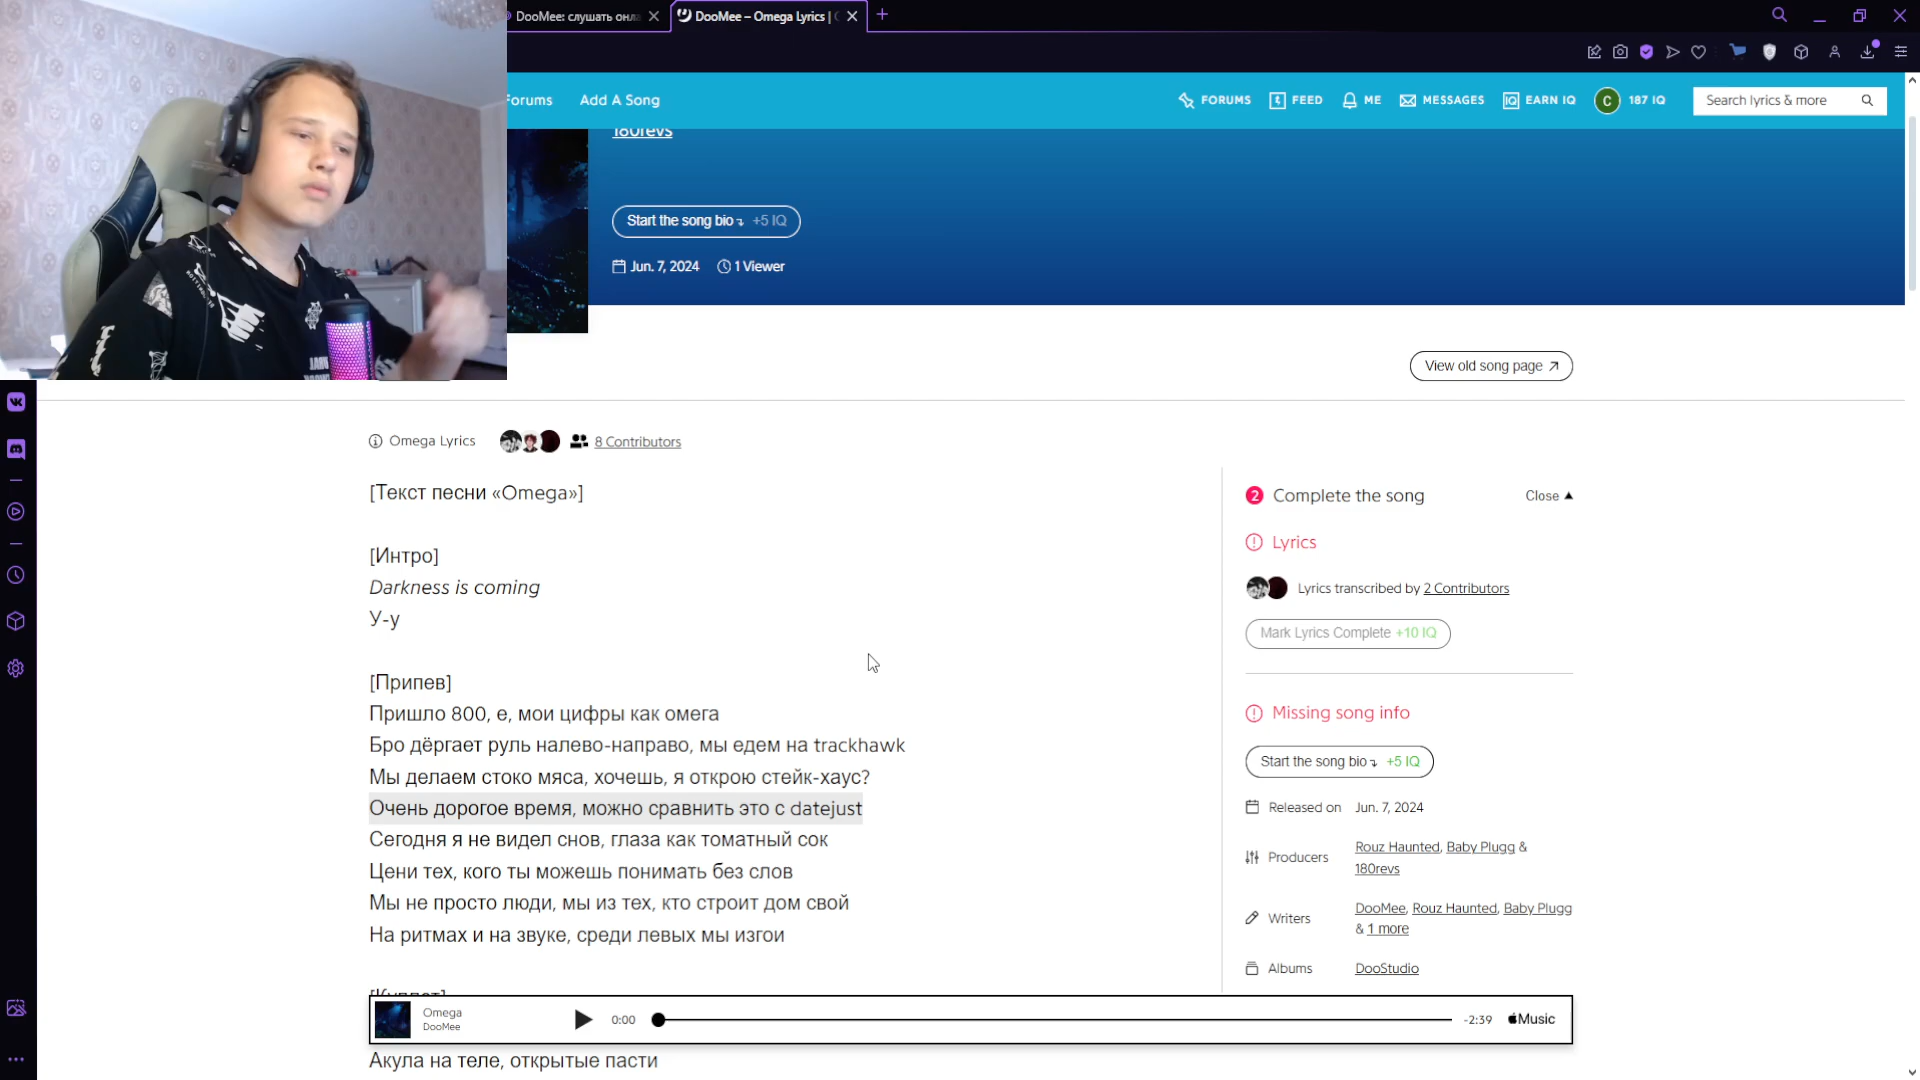 DooMee: слушать онла
DooMee – Omega Lyrics |
Forums
Add A Song
FORUMS
FEED
ME
MESSAGES
EARN IQ
C
187 IQ
Search lyrics & more
180revs
Start the song bio +5 IQ
Jun. 7, 2024
1 Viewer
View old song page
Omega Lyrics
8 Contributors
[Текст песни «Omega»]
[Интро]
Darkness is coming
У-у
[Припев]
Пришло 800, е, мои цифры как омега
Бро дёргает руль налево-направо, мы едем на trackhawk
Мы делаем стоко мяса, хочешь, я открою стейк-хаус?
Очень дорогое время, можно сравнить это с datejust
Сегодня я не видел снов, глаза как томатный сок
Цени тех, кого ты можешь понимать без слов
Мы не просто люди, мы из тех, кто строит дом свой
На ритмах и на звуке, среди левых мы изгои
[Куплет]
Акула на теле, открытые пасти
2 Complete the song
Close
Lyrics
Lyrics transcribed by 2 Contributors
Mark Lyrics Complete +10 IQ
Missing song info
Start the song bio +5 IQ
Released on Jun. 7, 2024
Producers Rouz Haunted, Baby Plugg &
180revs
Writers DooMee, Rouz Haunted, Baby Plugg
& 1 more
Albums DooStudio
Omega
DooMee
0:00
-2:39
Music